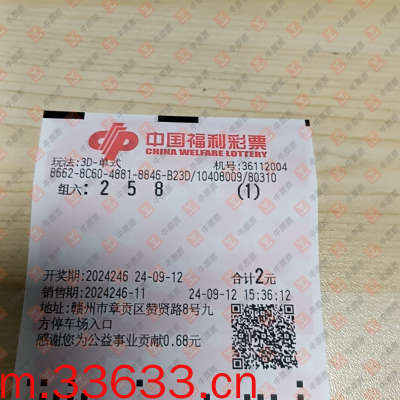 中国福利彩票
CHINA WELFARE LOTTERY
玩法:3D-单式 机号:36112004
8662-8C60-4881-8846-B23D/10408009/80310
组六: 2 5 8 (1)
开奖期:2024246 24-09-12 合计2元
销售期:2024246-11 24-09-12 15:36:12
地址:赣州市章贡区赞贤路8号九
方停车场入口
感谢您为公益事业贡献0.68元
m.33633.cn